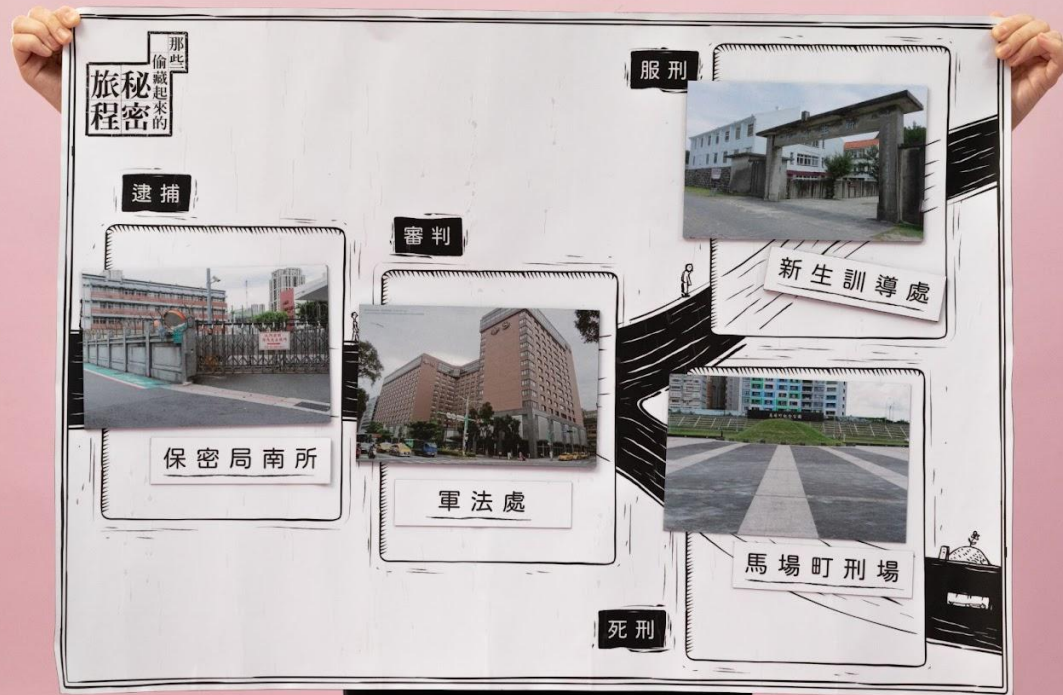 那些
偷藏起來的
秘密
旅程
逮捕
保密局南所
審判
軍法處
服刑
新生訓導處
馬場町刑場
死刑